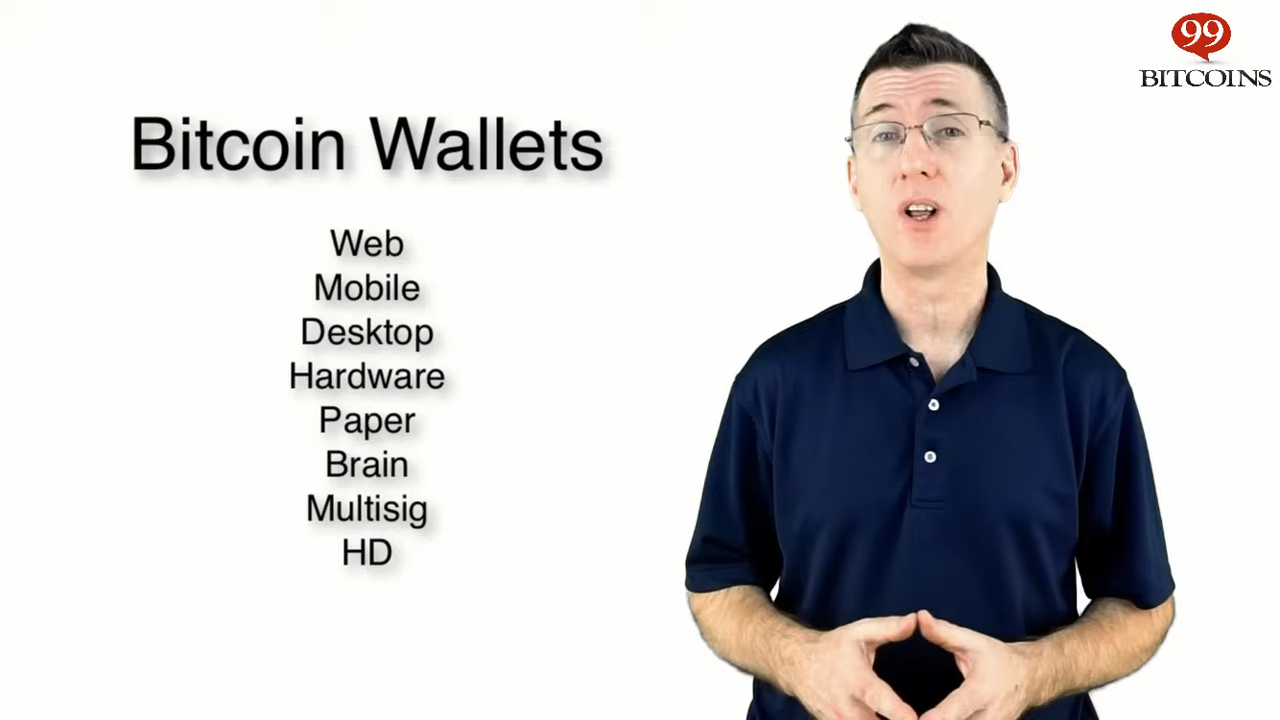 99
BITCOINS
Bitcoin Wallets
Web
Mobile
Desktop
Hardware
Paper
Brain
Multisig
HD